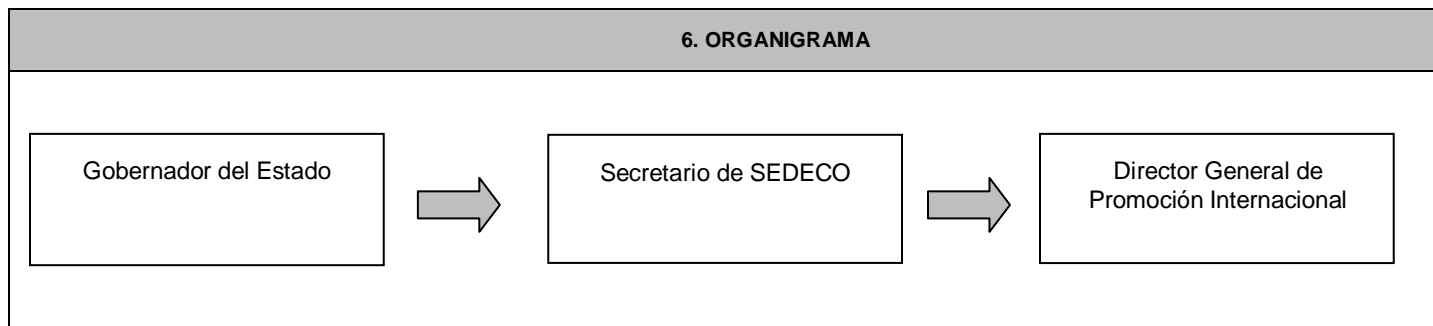 6. ORGANIGRAMA
Gobernador del Estado
Secretario de SEDECO
Director General de
Promoción Internacional